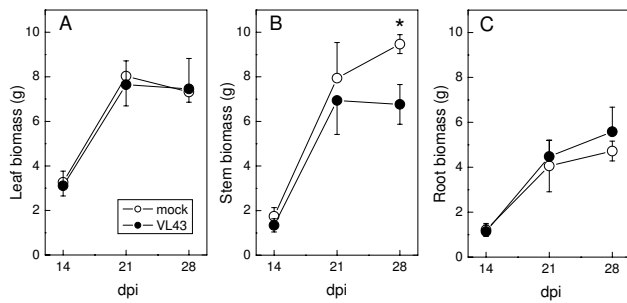 A
B
C
*
10
8
6
4
2
0
Leaf biomass (g)
mock
VL43
14
21
28
dpi
10
8
6
4
2
0
Stem biomass (g)
14
21
28
dpi
10
8
6
4
2
0
Root biomass (g)
14
21
28
dpi